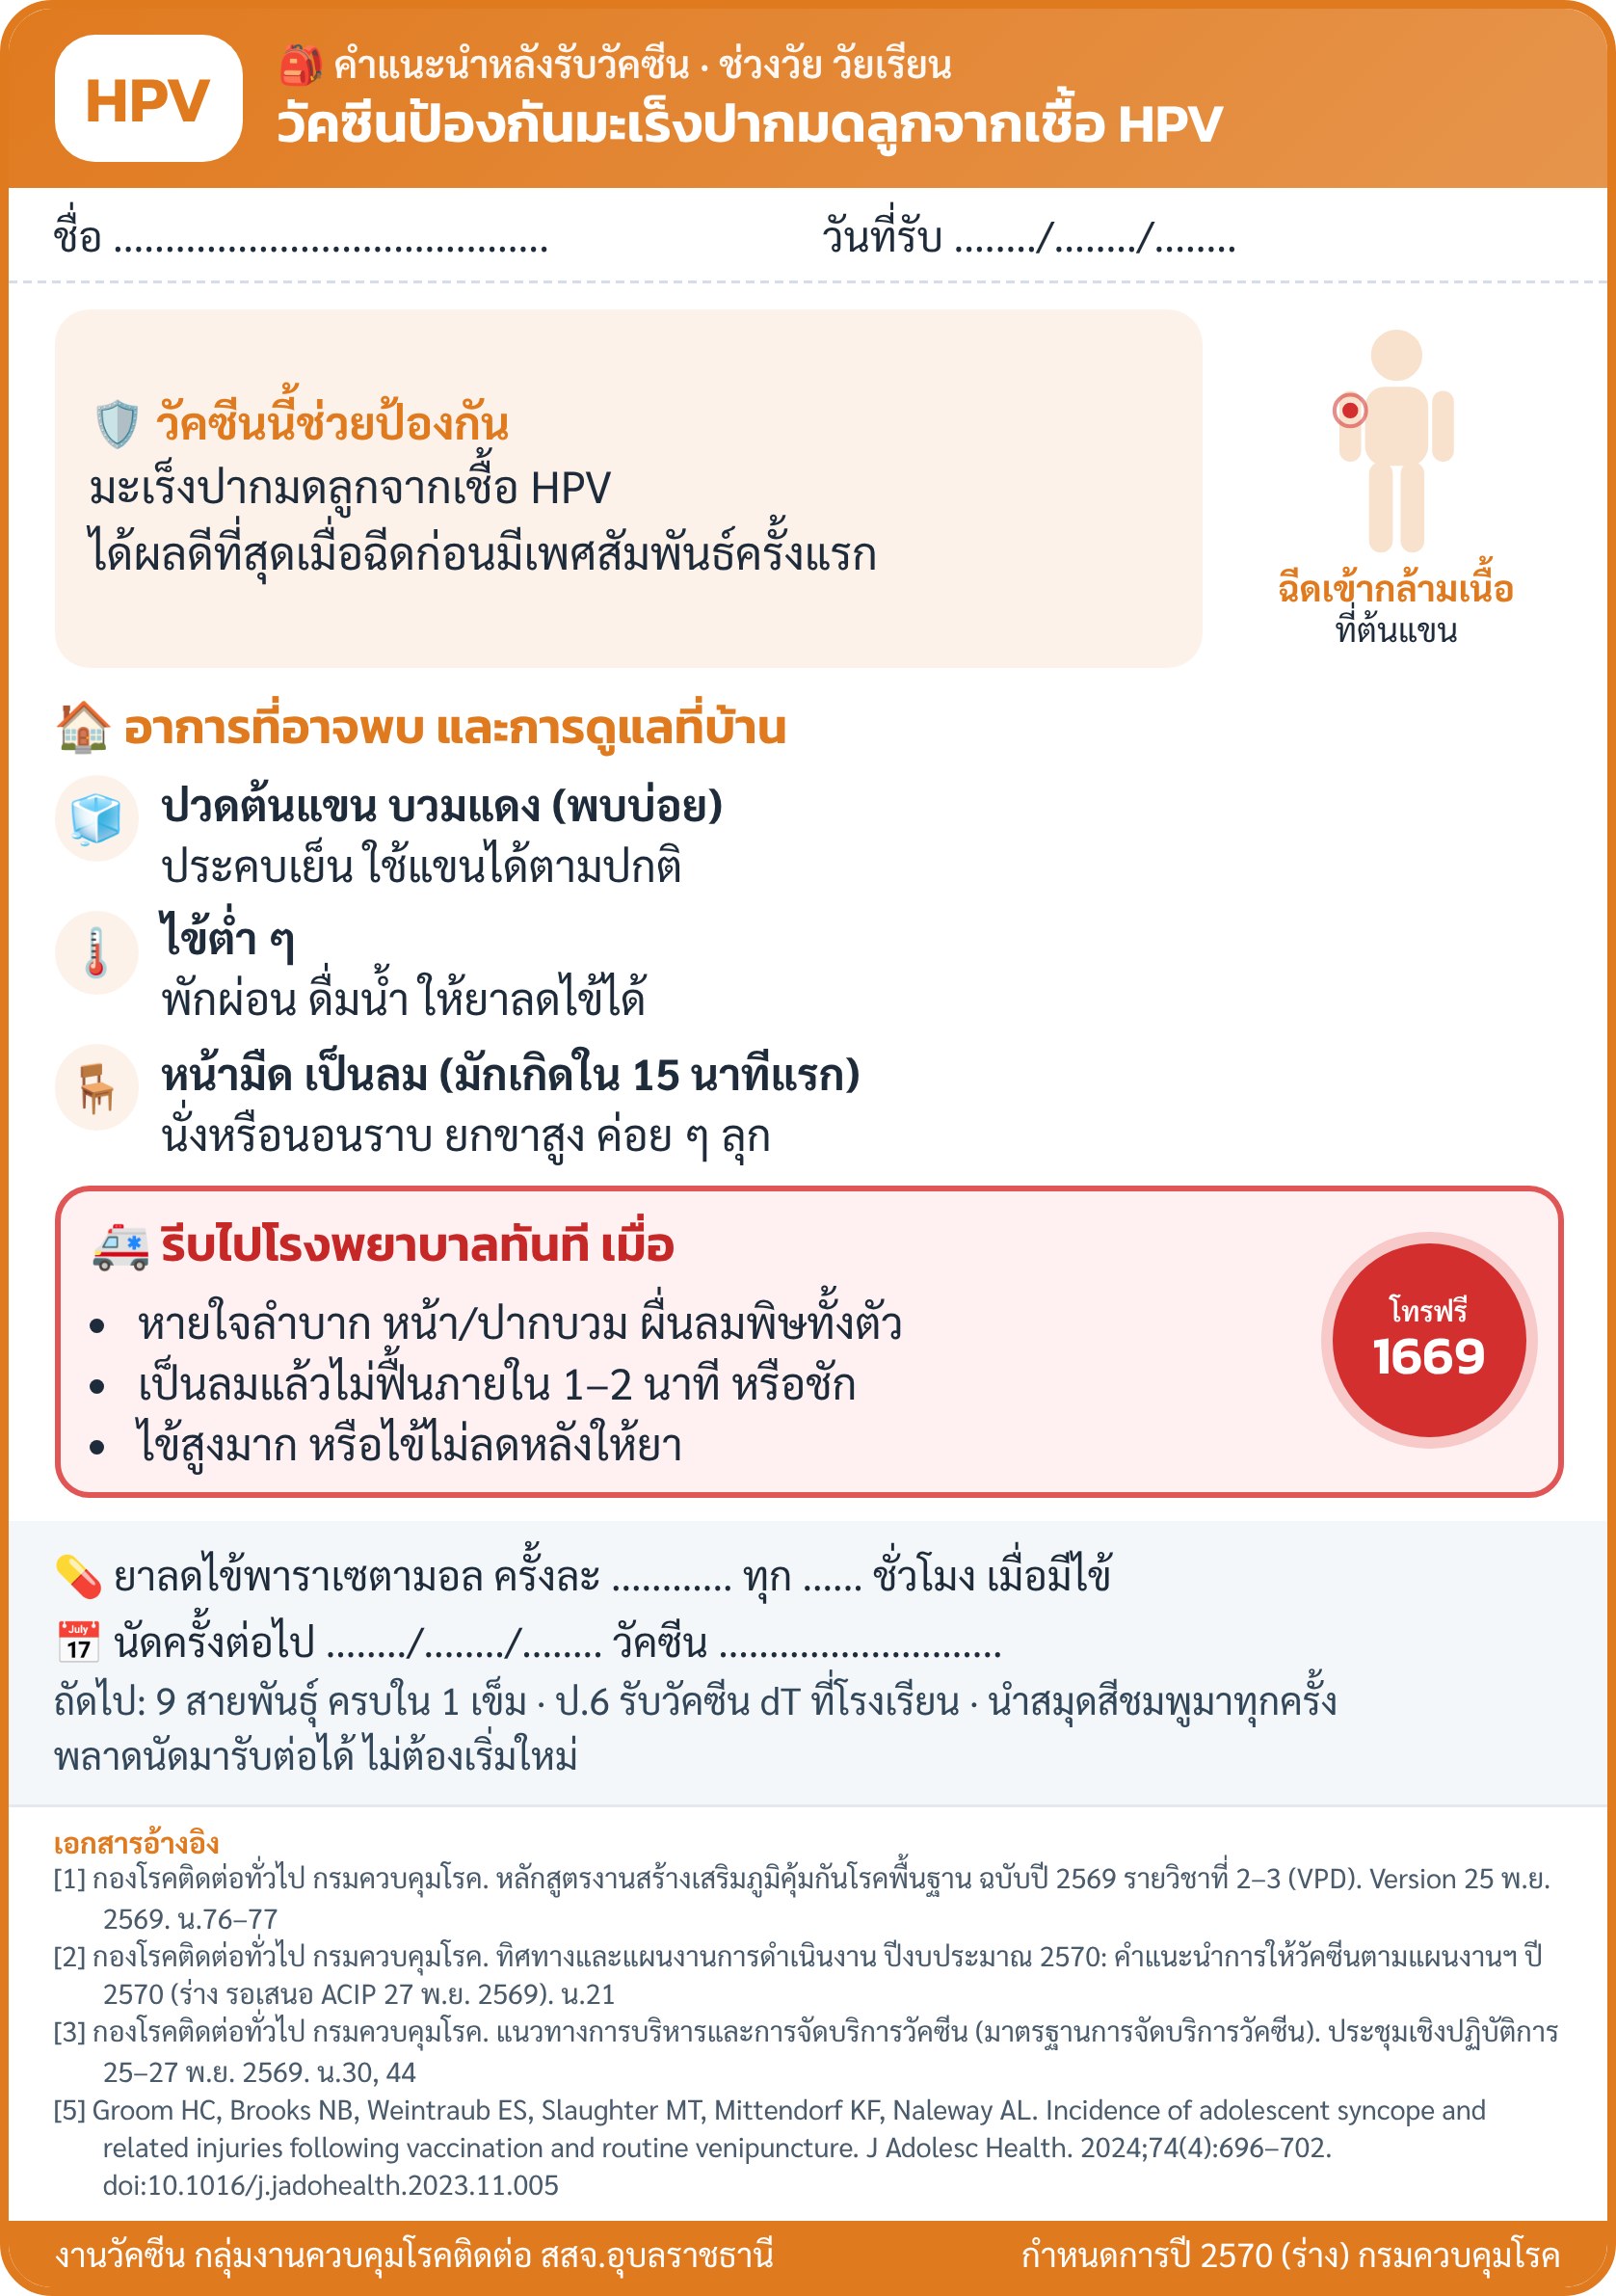 HPV
🎒 คำแนะนำหลังรับวัคซีน · ช่วงวัย วัยเรียน
วัคซีนป้องกันมะเร็งปากมดลูกจากเชื้อ HPV
ชื่อ .......................................... วันที่รับ ......../......../........
🛡️ วัคซีนนี้ช่วยป้องกัน
มะเร็งปากมดลูกจากเชื้อ HPV
ได้ผลดีที่สุดเมื่อฉีดก่อนมีเพศสัมพันธ์ครั้งแรก
ฉีดเข้ากล้ามเนื้อ
ที่ต้นแขน
🏠 อาการที่อาจพบ และการดูแลที่บ้าน
ปวดต้นแขน บวมแดง (พบบ่อย)
ประคบเย็น ใช้แขนได้ตามปกติ
ไข้ต่ำ ๆ
พักผ่อน ดื่มน้ำ ให้ยาลดไข้ได้
หน้ามืด เป็นลม (มักเกิดใน 15 นาทีแรก)
นั่งหรือนอนราบ ยกขาสูง ค่อย ๆ ลุก
🚑 รีบไปโรงพยาบาลทันที เมื่อ
• หายใจลำบาก หน้า/ปากบวม ผื่นลมพิษทั้งตัว
• เป็นลมแล้วไม่ฟื้นภายใน 1–2 นาที หรือชัก
• ไข้สูงมาก หรือไข้ไม่ลดหลังให้ยา
โทรฟรี
1669
💊 ยาลดไข้พาราเซตามอล ครั้งละ ............ ทุก ...... ชั่วโมง เมื่อมีไข้
📅 นัดครั้งต่อไป ......../......../........ วัคซีน ............................
ถัดไป: 9 สายพันธุ์ ครบใน 1 เข็ม · ป.6 รับวัคซีน dT ที่โรงเรียน · นำสมุดสีชมพูมาทุกครั้ง
พลาดนัดมารับต่อได้ ไม่ต้องเริ่มใหม่
เอกสารอ้างอิง
[1] กองโรคติดต่อทั่วไป กรมควบคุมโรค. หลักสูตรงานสร้างเสริมภูมิคุ้มกันโรคพื้นฐาน ฉบับปี 2569 รายวิชาที่ 2–3 (VPD). Version 25 พ.ย.
2569. น.76–77
[2] กองโรคติดต่อทั่วไป กรมควบคุมโรค. ทิศทางและแผนงานการดำเนินงาน ปีงบประมาณ 2570: คำแนะนำการให้วัคซีนตามแผนงานฯ ปี
2570 (ร่าง รอเสนอ ACIP 27 พ.ย. 2569). น.21
[3] กองโรคติดต่อทั่วไป กรมควบคุมโรค. แนวทางการบริหารและการจัดบริการวัคซีน (มาตรฐานการจัดบริการวัคซีน). ประชุมเชิงปฏิบัติการ
25–27 พ.ย. 2569. น.30, 44
[5] Groom HC, Brooks NB, Weintraub ES, Slaughter MT, Mittendorf KF, Naleway AL. Incidence of adolescent syncope and
related injuries following vaccination and routine venipuncture. J Adolesc Health. 2024;74(4):696–702.
doi:10.1016/j.jadohealth.2023.11.005
งานวัคซีน กลุ่มงานควบคุมโรคติดต่อ สสจ.อุบลราชธานี กำหนดการปี 2570 (ร่าง) กรมควบคุมโรค